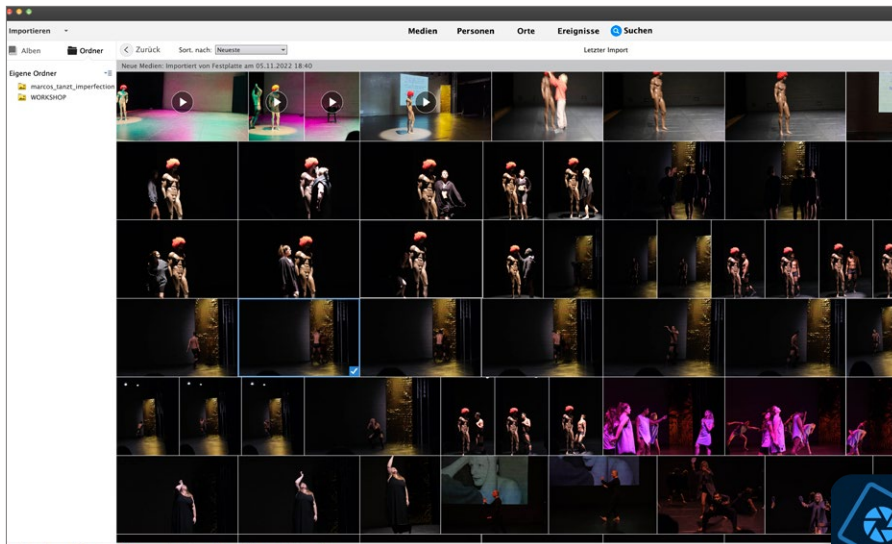 Importieren
Medien
Personen
Orte
Ereignisse
Suchen
Alben
Ordner
Zurück
Sort. nach:
Neueste
Letzter Import
Eigene Ordner
Neue Medien: Importiert von Festplatte am 05.11.2022 18:40
marcos_tanzt_imperfection
WORKSHOP